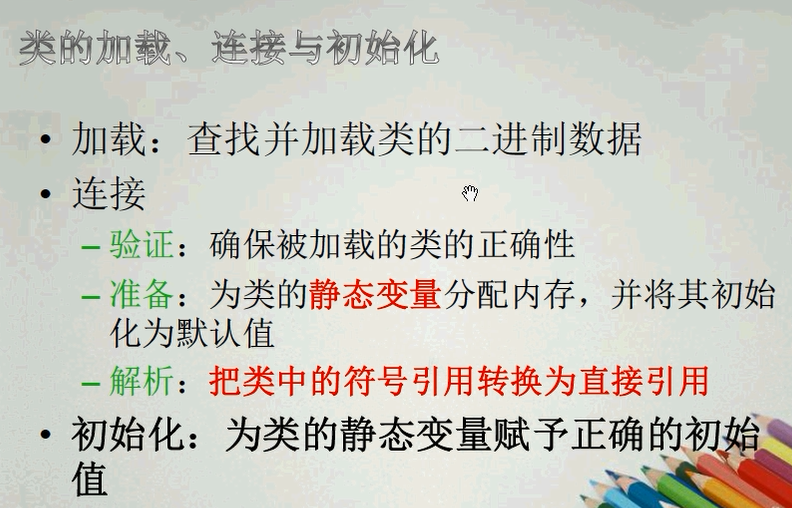 类的加载、连接与初始化
• 加载：查找并加载类的二进制数据
• 连接
– 验证：确保被加载的类的正确性
– 准备：为类的静态变量分配内存，并将其初始
化为默认值
– 解析：把类中的符号引用转换为直接引用
• 初始化：为类的静态变量赋予正确的初始
值